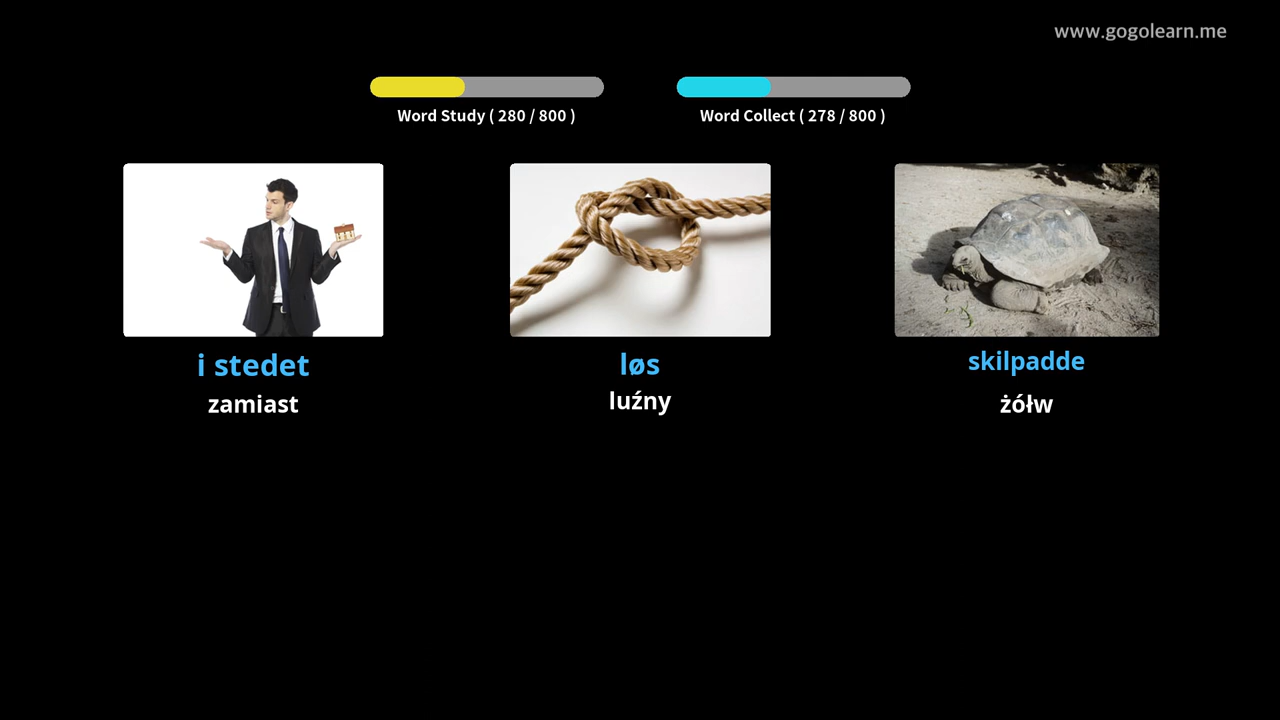 www.gogolearn.me
Word Study ( 280 / 800 )
Word Collect ( 278 / 800 )
i stedet
zamiast
løs
luźny
skilpadde
żółw